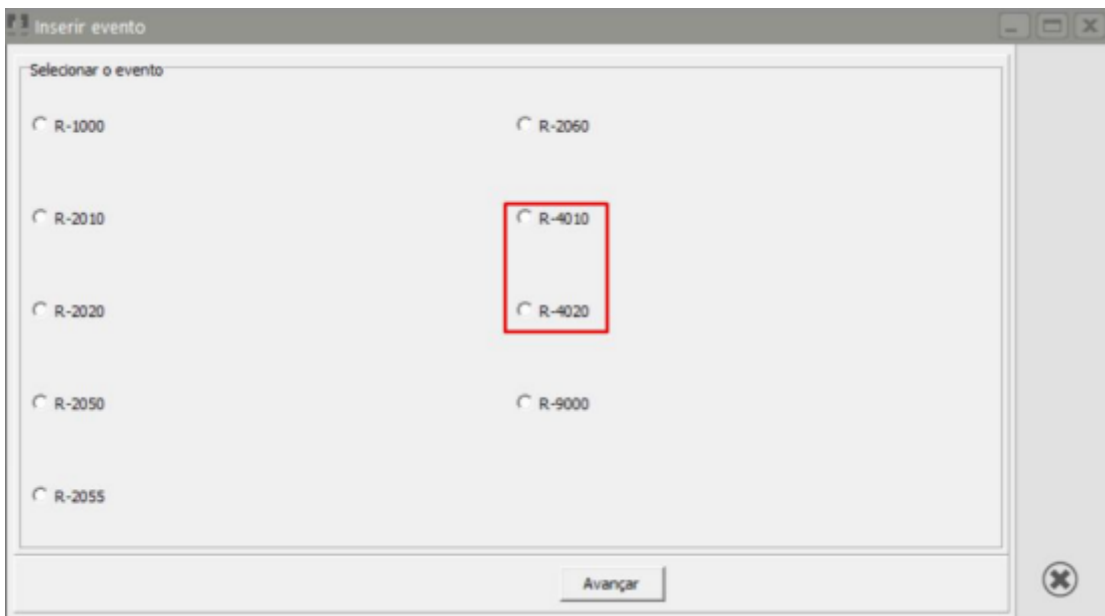 Inserir evento
Selecionar o evento
R-1000
R-2060
R-2010
R-4010
R-2020
R-4020
R-2050
R-9000
R-2055
Avançar